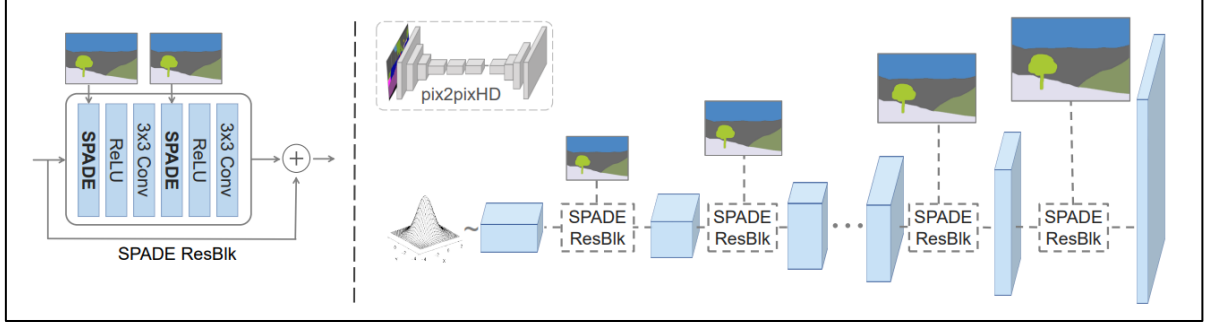 SPADE
ReLU
3x3 Conv
SPADE
ReLU
3x3 Conv
+
SPADE ResBlk
pix2pixHD
~
SPADE
ResBlk
SPADE
ResBlk
...
SPADE
ResBlk
SPADE
ResBlk